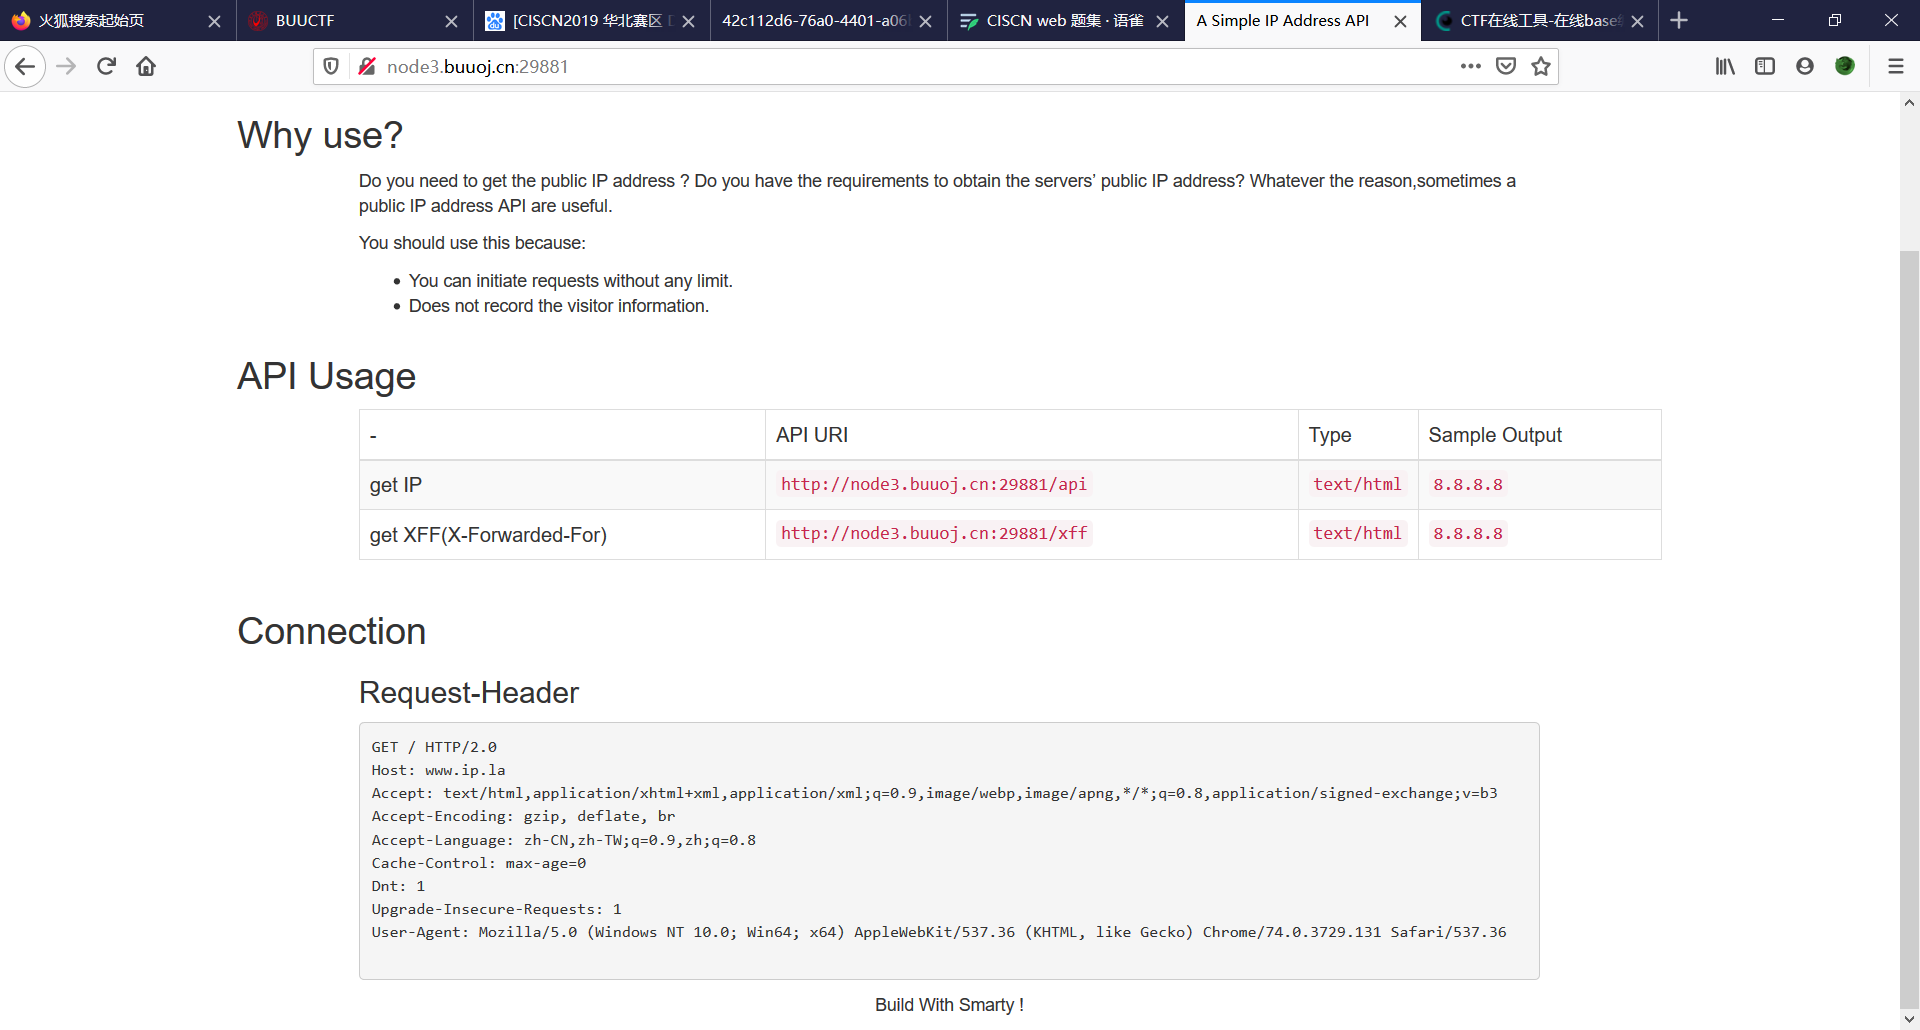 火狐搜索起始页
BUUCTF
[CISCN2019 华北赛区
42c112d6-76a0-4401-a06
CISCN web 题集 · 语雀
A Simple IP Address API
CTF在线工具-在线base
node3.buuoj.cn:29881
Why use?
Do you need to get the public IP address ? Do you have the requirements to obtain the servers’ public IP address? Whatever the reason,sometimes a
public IP address API are useful.
You should use this because:
You can initiate requests without any limit.
Does not record the visitor information.
API Usage
- API URI Type Sample Output
get IP http://node3.buuoj.cn:29881/api text/html 8.8.8.8
get XFF(X-Forwarded-For) http://node3.buuoj.cn:29881/xff text/html 8.8.8.8
Connection
Request-Header
GET / HTTP/2.0
Host: www.ip.la
Accept: text/html,application/xhtml+xml,application/xml;q=0.9,image/webp,image/apng,*/*;q=0.8,application/signed-exchange;v=b3
Accept-Encoding: gzip, deflate, br
Accept-Language: zh-CN,zh-TW;q=0.9,zh;q=0.8
Cache-Control: max-age=0
Dnt: 1
Upgrade-Insecure-Requests: 1
User-Agent: Mozilla/5.0 (Windows NT 10.0; Win64; x64) AppleWebKit/537.36 (KHTML, like Gecko) Chrome/74.0.3729.131 Safari/537.36
Build With Smarty !